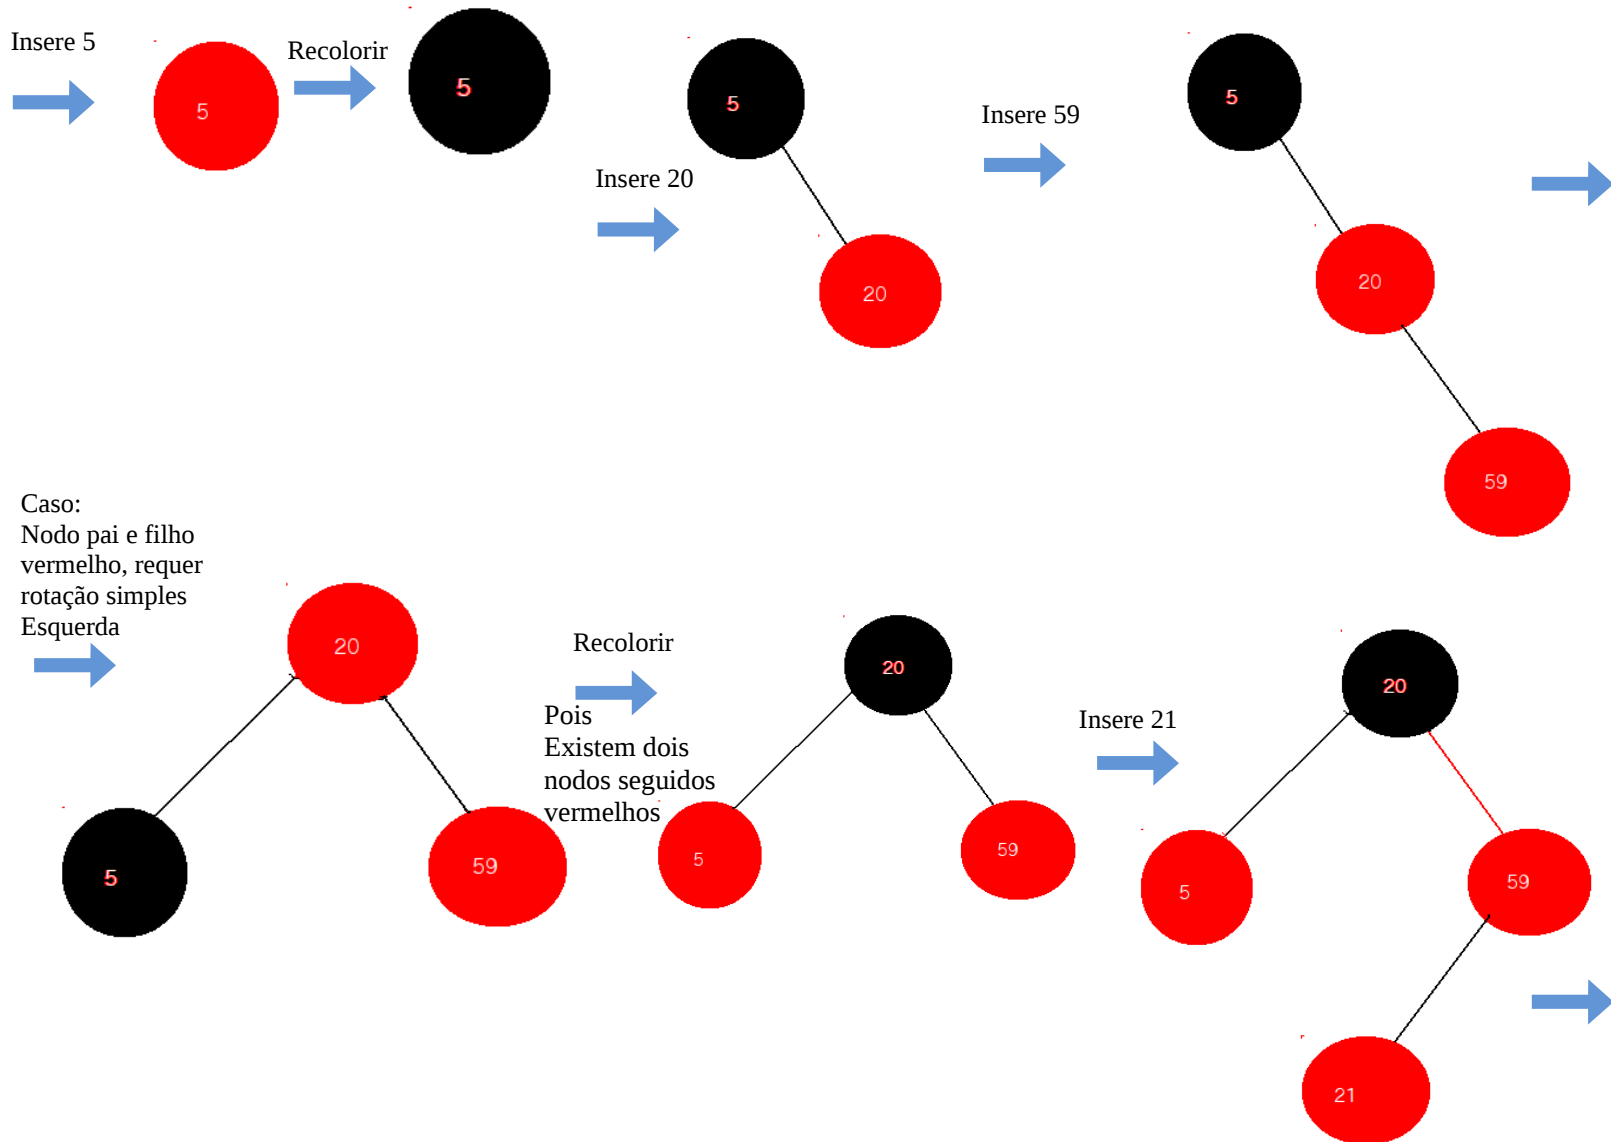 Insere 5
Recolorir
5
5
Insere 20
5
20
Insere 59
5
20
59
Caso:
Nodo pai e filho
vermelho, requer
rotação simples
Esquerda
20
5
59
Recolorir
Pois
Existem dois
nodos seguidos
vermelhos
20
5
59
Insere 21
20
5
59
21